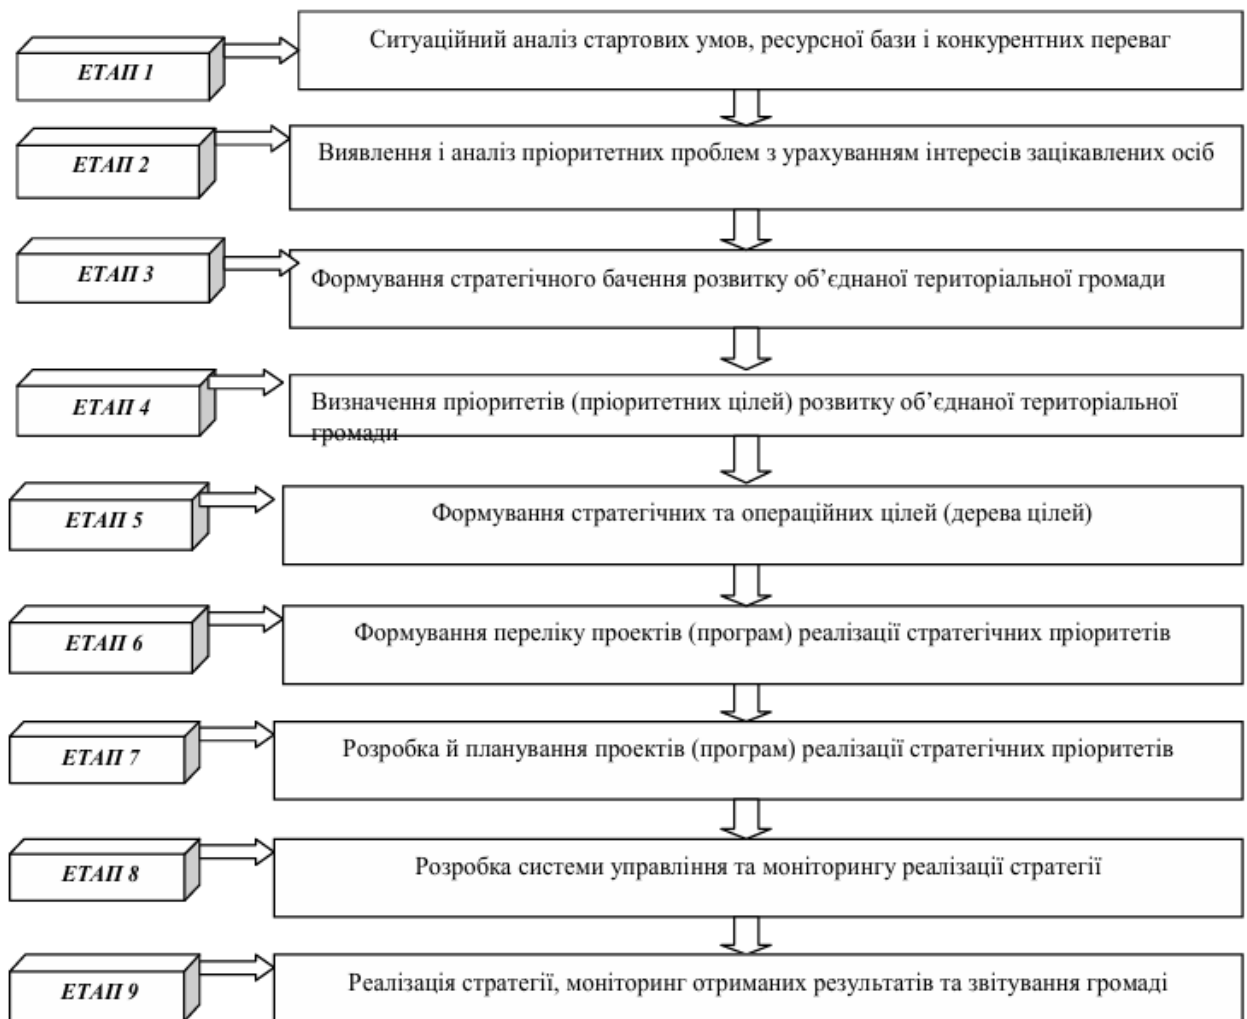 ЕТАП 1
Ситуаційний аналіз стартових умов, ресурсної бази і конкурентних переваг
ЕТАП 2
Виявлення і аналіз пріоритетних проблем з урахуванням інтересів зацікавлених осіб
ЕТАП 3
Формування стратегічного бачення розвитку об’єднаної територіальної громади
ЕТАП 4
Визначення пріоритетів (пріоритетних цілей) розвитку об’єднаної територіальної
громади
ЕТАП 5
Формування стратегічних та операційних цілей (дерева цілей)
ЕТАП 6
Формування переліку проектів (програм) реалізації стратегічних пріоритетів
ЕТАП 7
Розробка й планування проектів (програм) реалізації стратегічних пріоритетів
ЕТАП 8
Розробка системи управління та моніторингу реалізації стратегії
ЕТАП 9
Реалізація стратегії, моніторинг отриманих результатів та звітування громаді